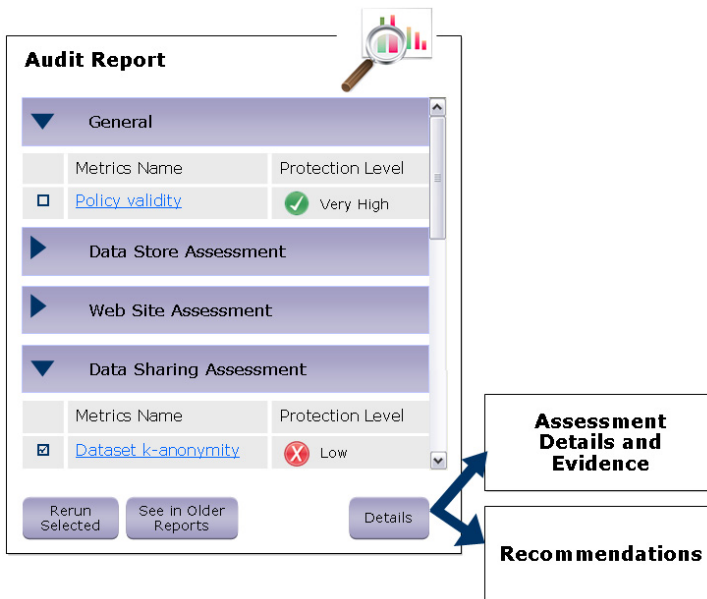 Audit Report
General
Metrics Name Protection Level
Policy validity Very High
Data Store Assessment
Web Site Assessment
Data Sharing Assessment
Metrics Name Protection Level
Dataset k-anonymity Low
Rerun
Selected
See in Older
Reports
Details
Assessment
Details and
Evidence
Recommendations